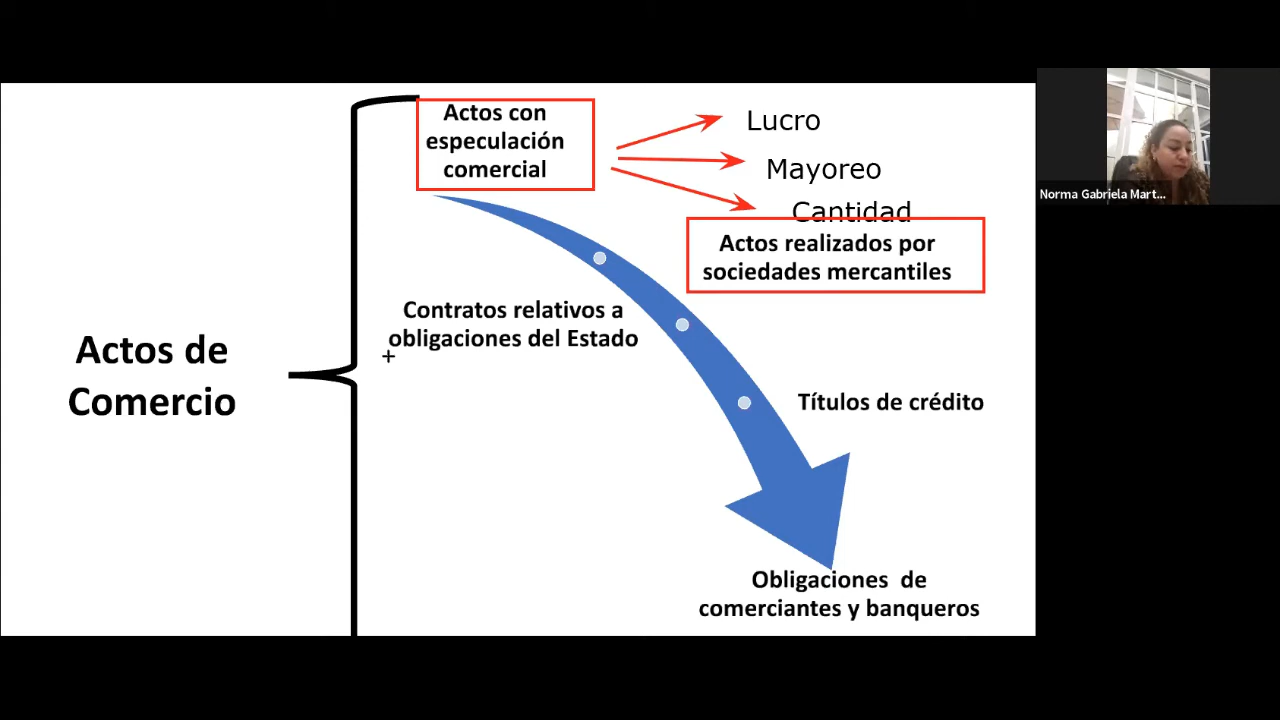 Actos con
especulación
comercial
Lucro
Mayoreo
Cantidad
Actos realizados por
sociedades mercantiles
Contratos relativos a
obligaciones del Estado
Actos de
Comercio
Títulos de crédito
Obligaciones de
comerciantes y banqueros
Norma Gabriela Mart...